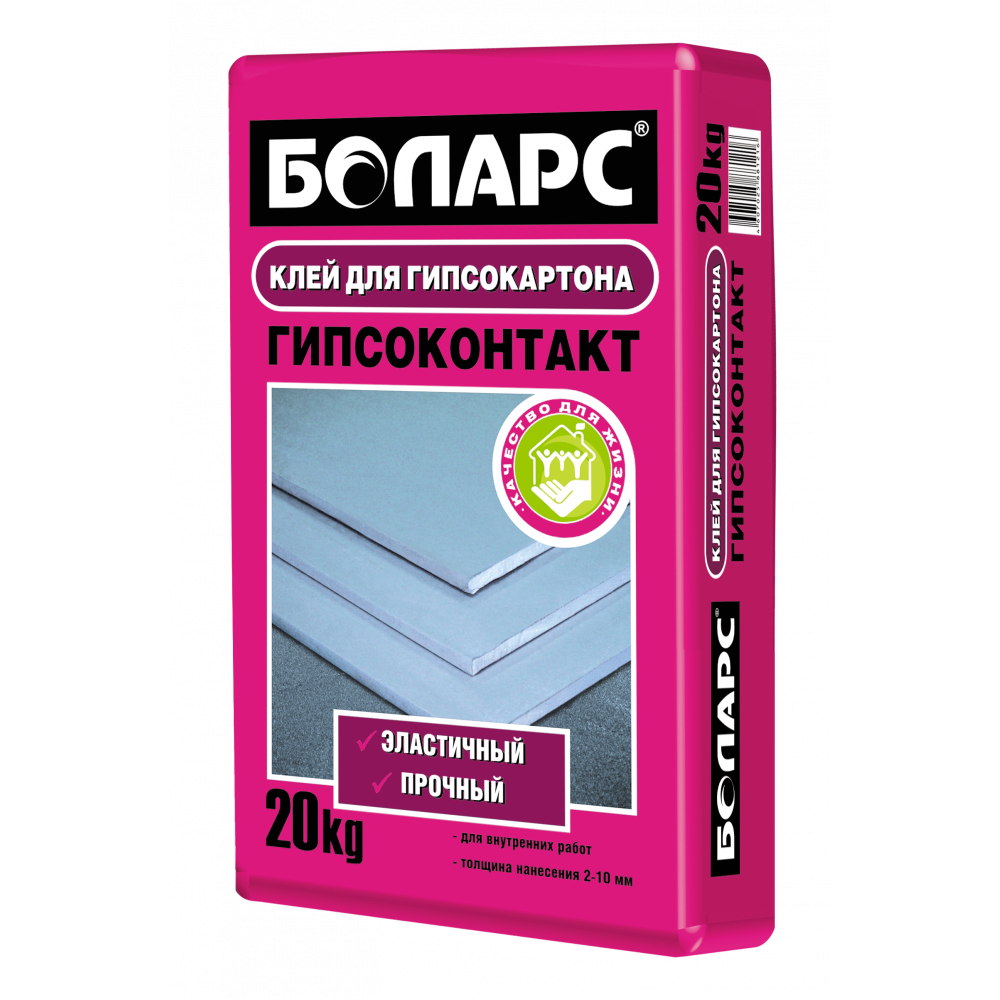 БОЛАРС®
КЛЕЙ ДЛЯ ГИПСОКАРТОНА
ГИПСОКОНТАКТ
· КАЧЕСТВО ДЛЯ ЖИЗНИ ·
ЭЛАСТИЧНЫЙ
ПРОЧНЫЙ
20kg
- для внутренних работ
- толщина нанесения 2-10 мм
20kg
КЛЕЙ ДЛЯ ГИПСОКАРТОНА
ГИПСОКОНТАКТ
БОЛАРС®